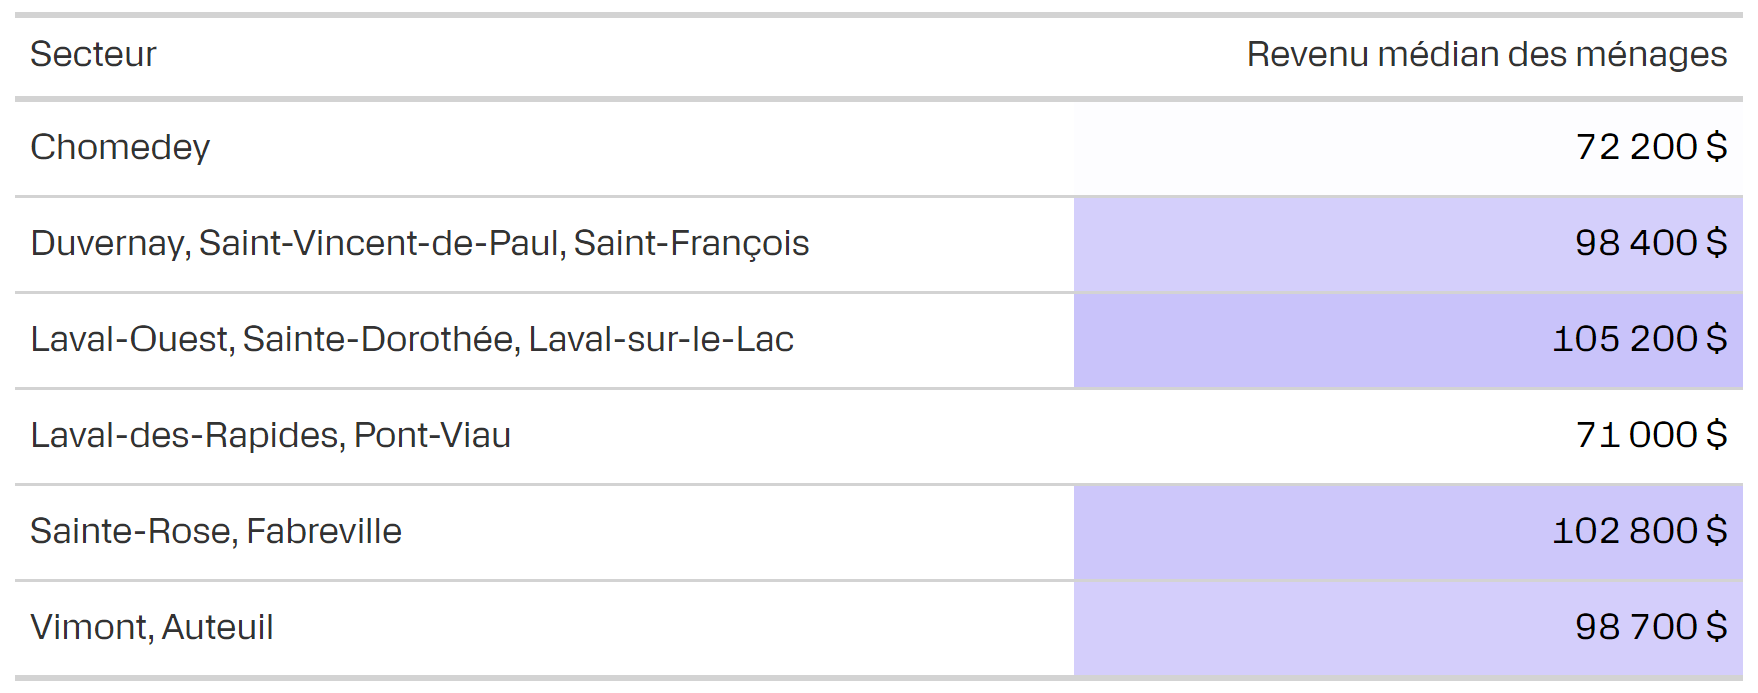 Secteur Revenu médian des ménages
Chomedey 72 200 $
Duvernay, Saint-Vincent-de-Paul, Saint-François 98 400 $
Laval-Ouest, Sainte-Dorothée, Laval-sur-le-Lac 105 200 $
Laval-des-Rapides, Pont-Viau 71 000 $
Sainte-Rose, Fabreville 102 800 $
Vimont, Auteuil 98 700 $